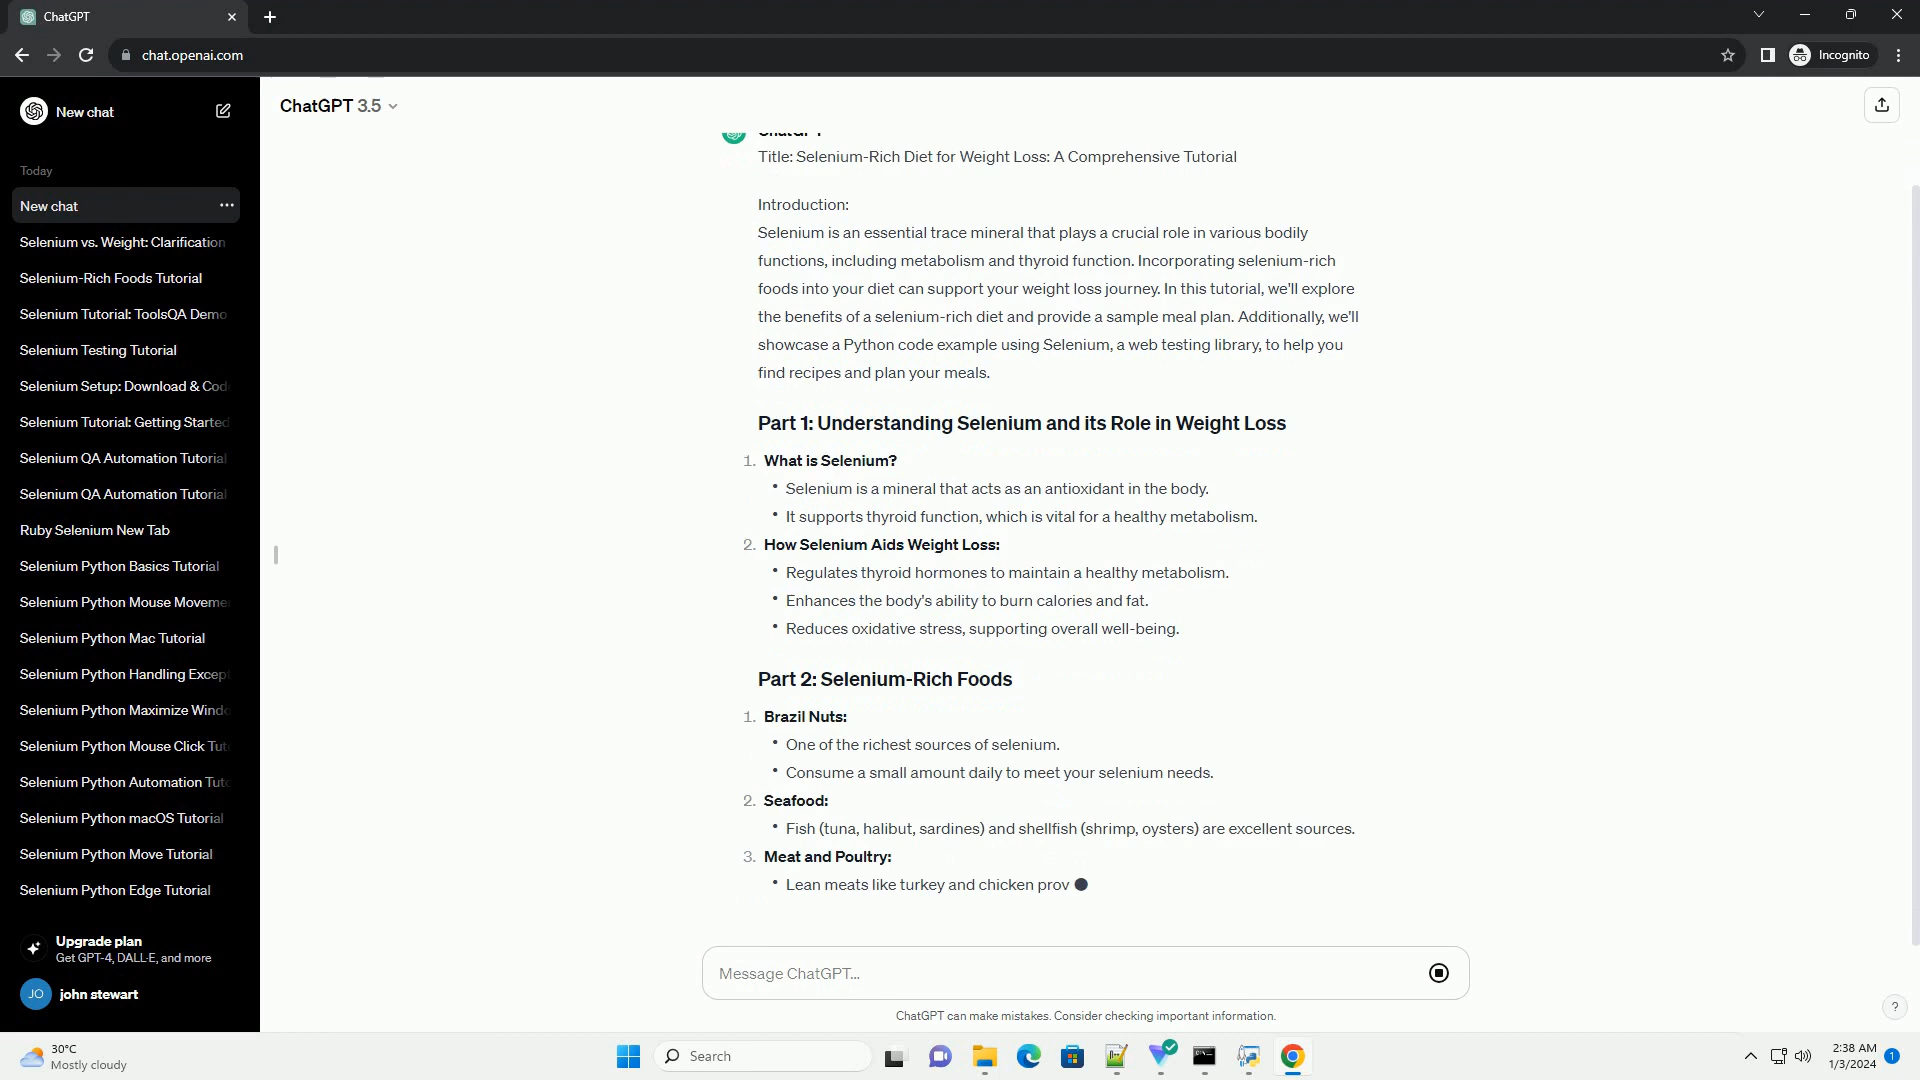 ChatGPT
chat.openai.com
Incognito
New chat
Today
New chat
Selenium vs. Weight: Clarification
Selenium-Rich Foods Tutorial
Selenium Tutorial: ToolsQA Demo
Selenium Testing Tutorial
Selenium Setup: Download & Cod
Selenium Tutorial: Getting Started
Selenium QA Automation Tutorial
Selenium QA Automation Tutorial
Ruby Selenium New Tab
Selenium Python Basics Tutorial
Selenium Python Mouse Moveme
Selenium Python Mac Tutorial
Selenium Python Handling Excep
Selenium Python Maximize Windo
Selenium Python Mouse Click Tut
Selenium Python Automation Tuto
Selenium Python macOS Tutorial
Selenium Python Move Tutorial
Selenium Python Edge Tutorial
Upgrade plan
Get GPT-4, DALL·E, and more
JO john stewart
ChatGPT 3.5
ChatGPT
Title: Selenium-Rich Diet for Weight Loss: A Comprehensive Tutorial
Introduction:
Selenium is an essential trace mineral that plays a crucial role in various bodily
functions, including metabolism and thyroid function. Incorporating selenium-rich
foods into your diet can support your weight loss journey. In this tutorial, we'll explore
the benefits of a selenium-rich diet and provide a sample meal plan. Additionally, we'll
showcase a Python code example using Selenium, a web testing library, to help you
find recipes and plan your meals.
Part 1: Understanding Selenium and its Role in Weight Loss
1. What is Selenium?
• Selenium is a mineral that acts as an antioxidant in the body.
• It supports thyroid function, which is vital for a healthy metabolism.
2. How Selenium Aids Weight Loss:
• Regulates thyroid hormones to maintain a healthy metabolism.
• Enhances the body's ability to burn calories and fat.
• Reduces oxidative stress, supporting overall well-being.
Part 2: Selenium-Rich Foods
1. Brazil Nuts:
• One of the richest sources of selenium.
• Consume a small amount daily to meet your selenium needs.
2. Seafood:
• Fish (tuna, halibut, sardines) and shellfish (shrimp, oysters) are excellent sources.
3. Meat and Poultry:
• Lean meats like turkey and chicken prov
Message ChatGPT...
ChatGPT can make mistakes. Consider checking important information.
?
30°C
Mostly cloudy
Search
2:38 AM
1/3/2024
1